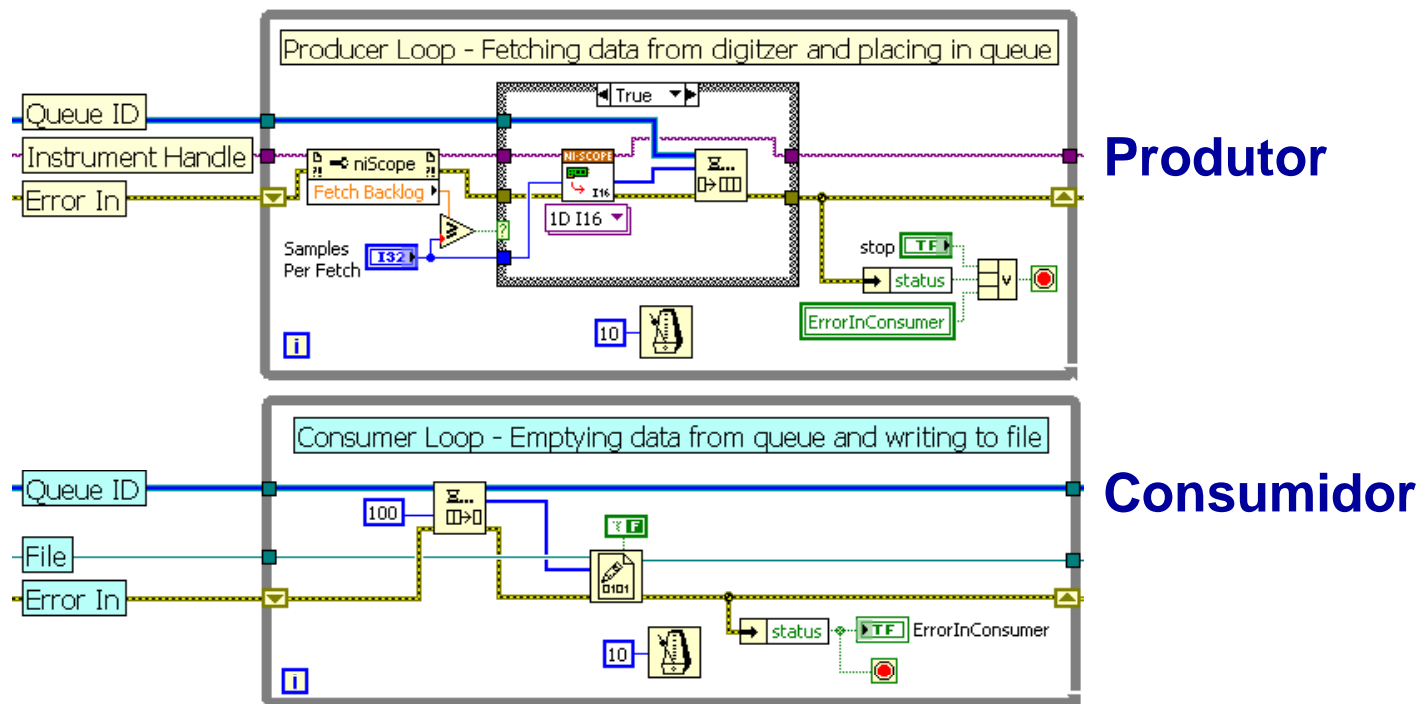 Producer Loop - Fetching data from digitzer and placing in queue
True
Queue ID
Instrument Handle
Error In
niScope
Fetch Backlog
NI-SCOPE
I16
1D I16
Samples
Per Fetch
I32
stop
TF
status
ErrorInConsumer
10
i
Produtor
Consumer Loop - Emptying data from queue and writing to file
Queue ID
100
File
Error In
F
0101
status
TF
ErrorInConsumer
10
i
Consumidor